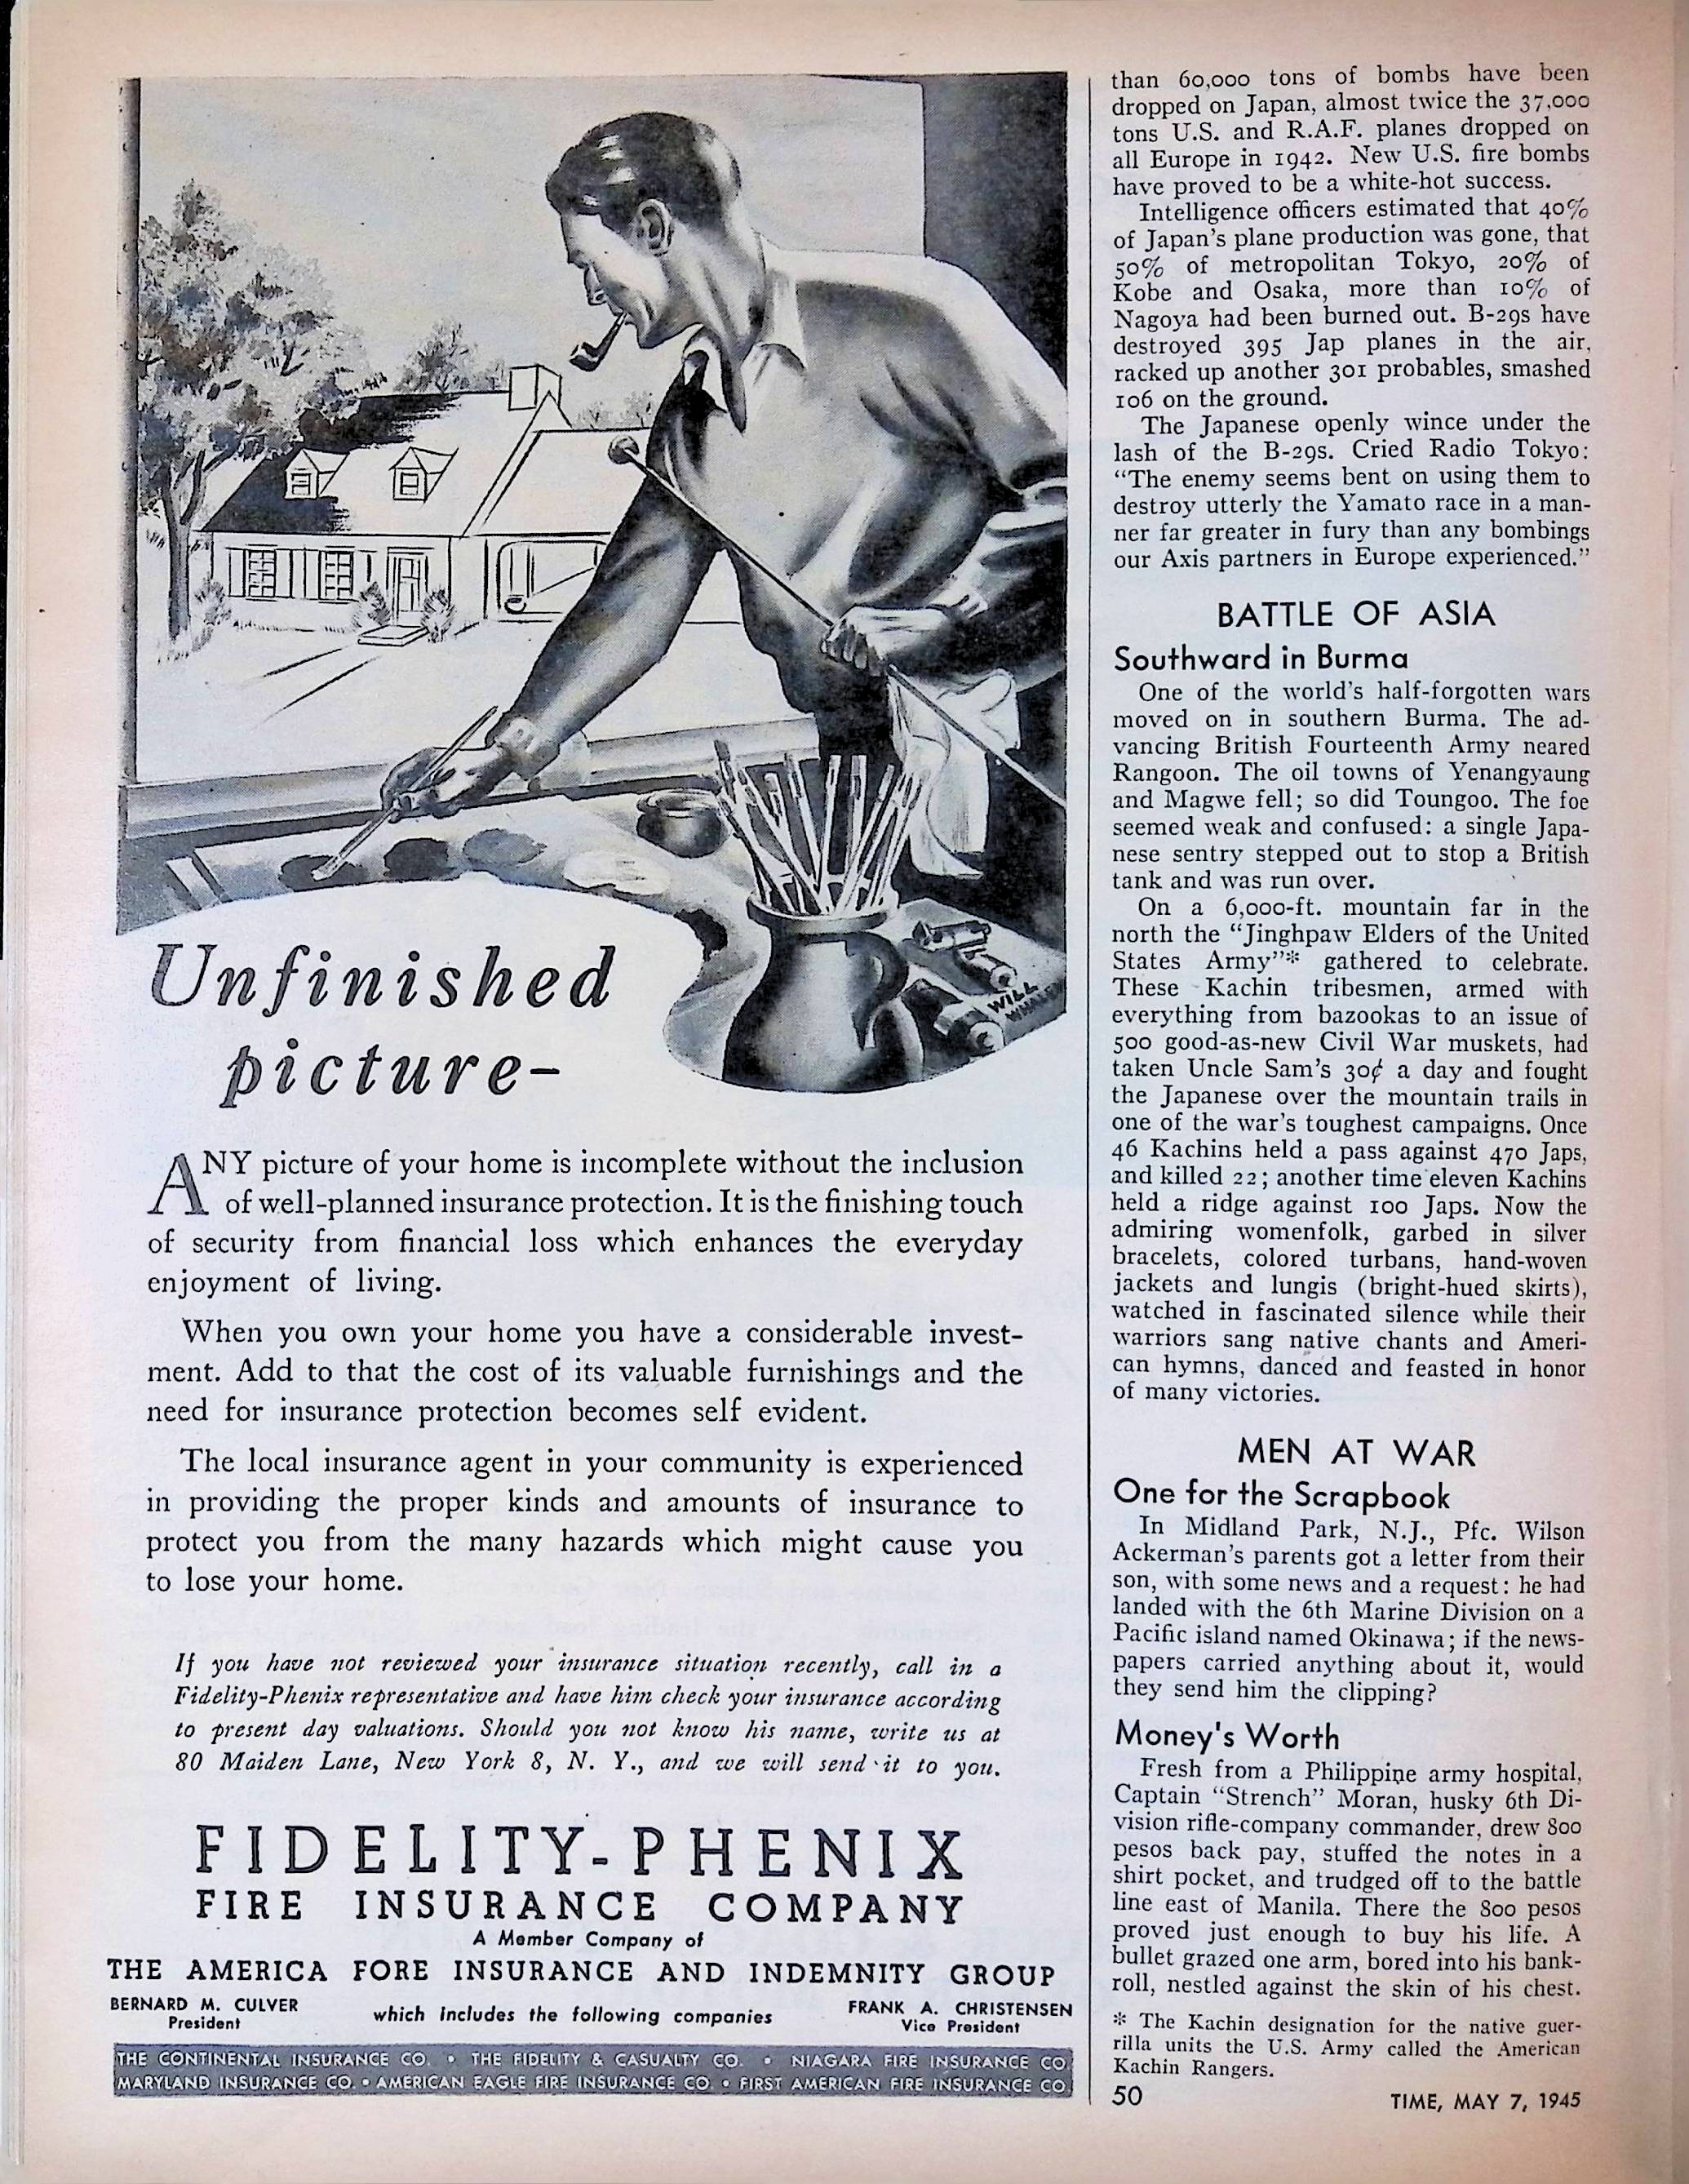 WILL
Unfinished
picture-
ANY picture of your home is incomplete without the inclusion
of well-planned insurance protection. It is the finishing touch
of security from financial loss which enhances the everyday
enjoyment of living.
When you own your home you have a considerable invest-
ment. Add to that the cost of its valuable furnishings and the
need for insurance protection becomes self evident.
The local insurance agent in your community is experienced
in providing the proper kinds and amounts of insurance to
protect you from the many hazards which might cause you
to lose your home.
If you have not reviewed your insurance situation recently, call in a
Fidelity-Phenix representative and have him check your insurance according
to present day valuations. Should you not know his name, write us at
80 Maiden Lane, New York 8, N. Y., and we will send it to you.
FIDELITY-PHENIX
FIRE INSURANCE COMPANY
A Member Company of
THE AMERICA FORE INSURANCE AND INDEMNITY GROUP
BERNARD M. CULVER
President
which includes the following companies
FRANK A. CHRISTENSEN
Vice President
THE CONTINENTAL INSURANCE CO. • THE FIDELITY & CASUALTY CO. • NIAGARA FIRE INSURANCE CO.
MARYLAND INSURANCE CO. • AMERICAN EAGLE FIRE INSURANCE CO. • FIRST AMERICAN FIRE INSURANCE CO.
than 60,000 tons of bombs have been
dropped on Japan, almost twice the 37,000
tons U.S. and R.A.F. planes dropped on
all Europe in 1942. New U.S. fire bombs
have proved to be a white-hot success.
Intelligence officers estimated that 40%
of Japan's plane production was gone, that
50% of metropolitan Tokyo, 20% of
Kobe and Osaka, more than 10% of
Nagoya had been burned out. B-29s have
destroyed 395 Jap planes in the air,
racked up another 301 probables, smashed
106 on the ground.
The Japanese openly wince under the
lash of the B-29s. Cried Radio Tokyo:
“The enemy seems bent on using them to
destroy utterly the Yamato race in a man-
ner far greater in fury than any bombings
our Axis partners in Europe experienced.”
BATTLE OF ASIA
Southward in Burma
One of the world's half-forgotten wars
moved on in southern Burma. The ad-
vancing British Fourteenth Army neared
Rangoon. The oil towns of Yenangyaung
and Magwe fell; so did Toungoo. The foe
seemed weak and confused: a single Japa-
nese sentry stepped out to stop a British
tank and was run over.
On a 6,000-ft. mountain far in the
north the “Jinghpaw Elders of the United
States Army”* gathered to celebrate.
These Kachin tribesmen, armed with
everything from bazookas to an issue of
500 good-as-new Civil War muskets, had
taken Uncle Sam's 30¢ a day and fought
the Japanese over the mountain trails in
one of the war's toughest campaigns. Once
46 Kachins held a pass against 470 Japs,
and killed 22; another time eleven Kachins
held a ridge against 100 Japs. Now the
admiring womenfolk, garbed in silver
bracelets, colored turbans, hand-woven
jackets and lungis (bright-hued skirts),
watched in fascinated silence while their
warriors sang native chants and Ameri-
can hymns, danced and feasted in honor
of many victories.
MEN AT WAR
One for the Scrapbook
In Midland Park, N.J., Pfc. Wilson
Ackerman's parents got a letter from their
son, with some news and a request: he had
landed with the 6th Marine Division on a
Pacific island named Okinawa; if the news-
papers carried anything about it, would
they send him the clipping?
Money's Worth
Fresh from a Philippine army hospital,
Captain “Strench” Moran, husky 6th Di-
vision rifle-company commander, drew 800
pesos back pay, stuffed the notes in a
shirt pocket, and trudged off to the battle
line east of Manila. There the 800 pesos
proved just enough to buy his life. A
bullet grazed one arm, bored into his bank-
roll, nestled against the skin of his chest.
* The Kachin designation for the native guer-
rilla units the U.S. Army called the American
Kachin Rangers.
50
TIME, MAY 7, 1945